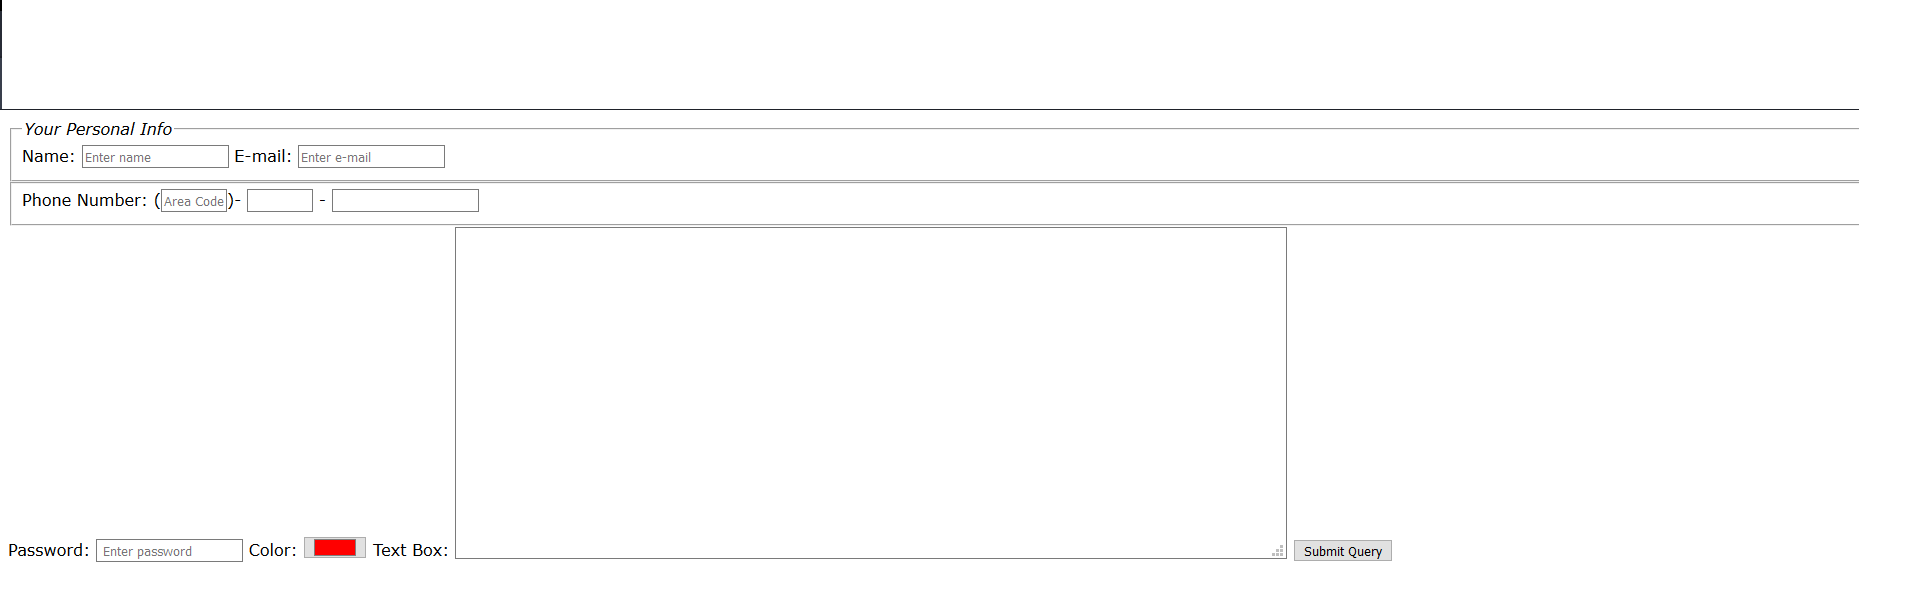 Your Personal Info
Name: Enter name E-mail: Enter e-mail
Phone Number: (Area Code)- -
Password: Enter password Color: Text Box: Submit Query